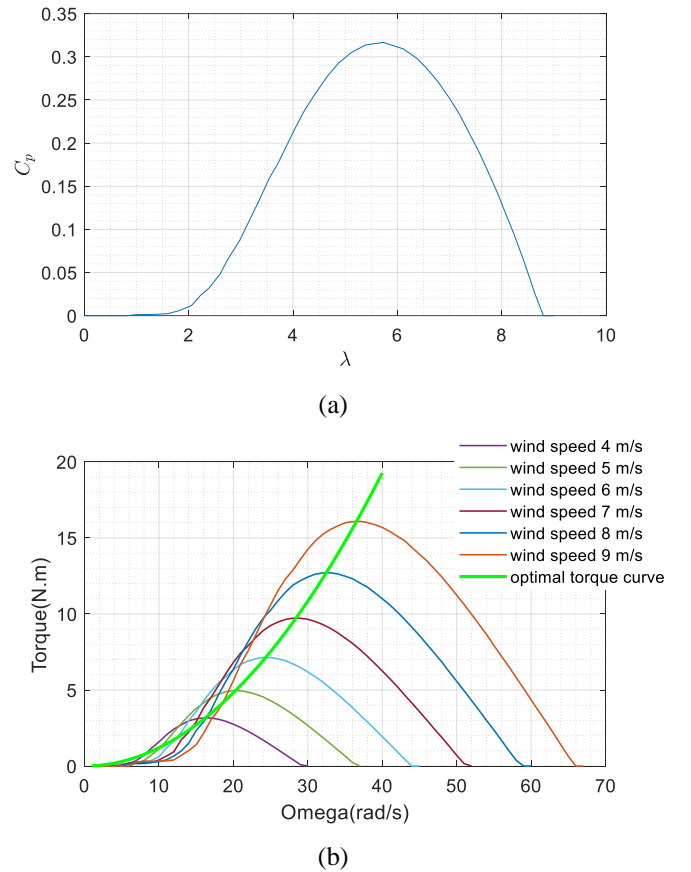 0.35
0.3
0.25
0.2
0.15
0.1
0.05
0
C_p
0 2 4 6 8 10
λ
(a)
wind speed 4 m/s
wind speed 5 m/s
wind speed 6 m/s
wind speed 7 m/s
wind speed 8 m/s
wind speed 9 m/s
optimal torque curve
20
15
10
5
0
Torque(N.m)
0 10 20 30 40 50 60 70
Omega(rad/s)
(b)